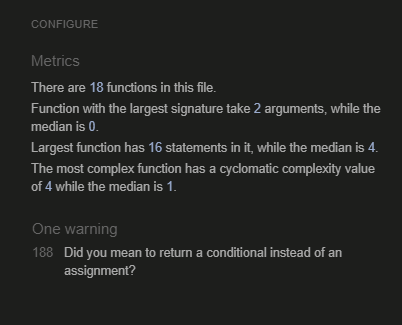 CONFIGURE
Metrics
There are 18 functions in this file.
Function with the largest signature take 2 arguments, while the
median is 0.
Largest function has 16 statements in it, while the median is 4.
The most complex function has a cyclomatic complexity value
of 4 while the median is 1.
One warning
188 Did you mean to return a conditional instead of an
assignment?